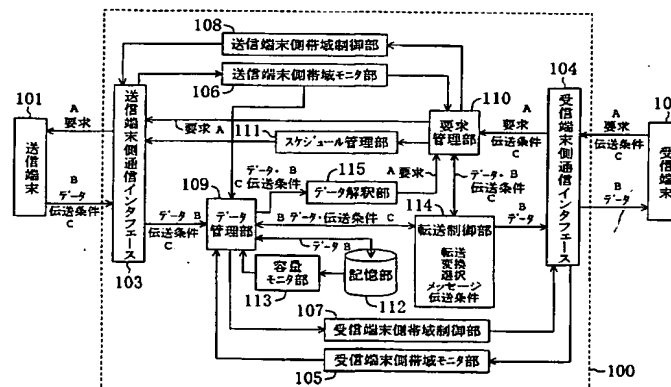 108
送信端末側帯域制御部
送信端末側帯域モニタ部
106
101
送信端末
A
要求
B
データ
伝送条件
C
送信端末側通信インタフェース
103
要求 A
111
スケジュール管理部
110
要求
管理部
104
受信端末側通信インタフェース
A
要求
伝送条件
C
A
要求
伝送条件
C
10
受信端末
B
データ
109
データ
管理部
データ・ B
C 伝送条件
115
データ解釈部
A 要求
データ・ B
伝送条件
C
データ B
伝送条件
C
B データ・伝送条件 C
データ B
114
転送制御部
転送
変換
選択
メッセージ
伝送条件
B
データ
容量
モニタ部
113
記憶部
112
107
受信端末側帯域制御部
受信端末側帯域モニタ部
105
100